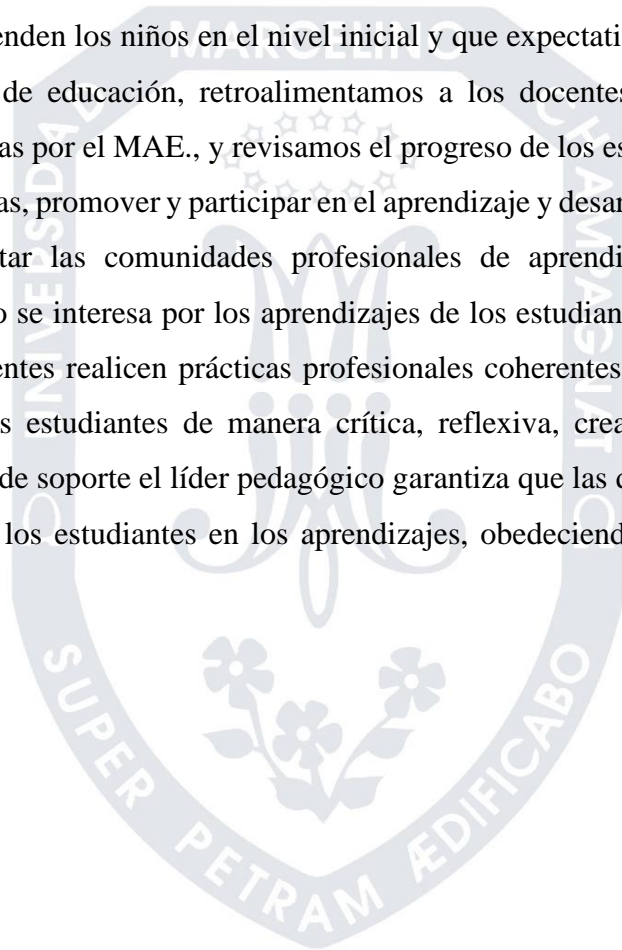 enden los niños en el nivel inicial y que expectati
de educación, retroalimentamos a los docentes
as por el MAE., y revisamos el progreso de los es
as, promover y participar en el aprendizaje y desar
tar las comunidades profesionales de aprendi
o se interesa por los aprendizajes de los estudian
entes realicen prácticas profesionales coherentes
s estudiantes de manera crítica, reflexiva, crea
de soporte el líder pedagógico garantiza que las d
los estudiantes en los aprendizajes, obedeciend
UNIVERSIDAD
MARCELINO
CHAMPAGNAT
SUPER PETRAM ÆDIFICABO